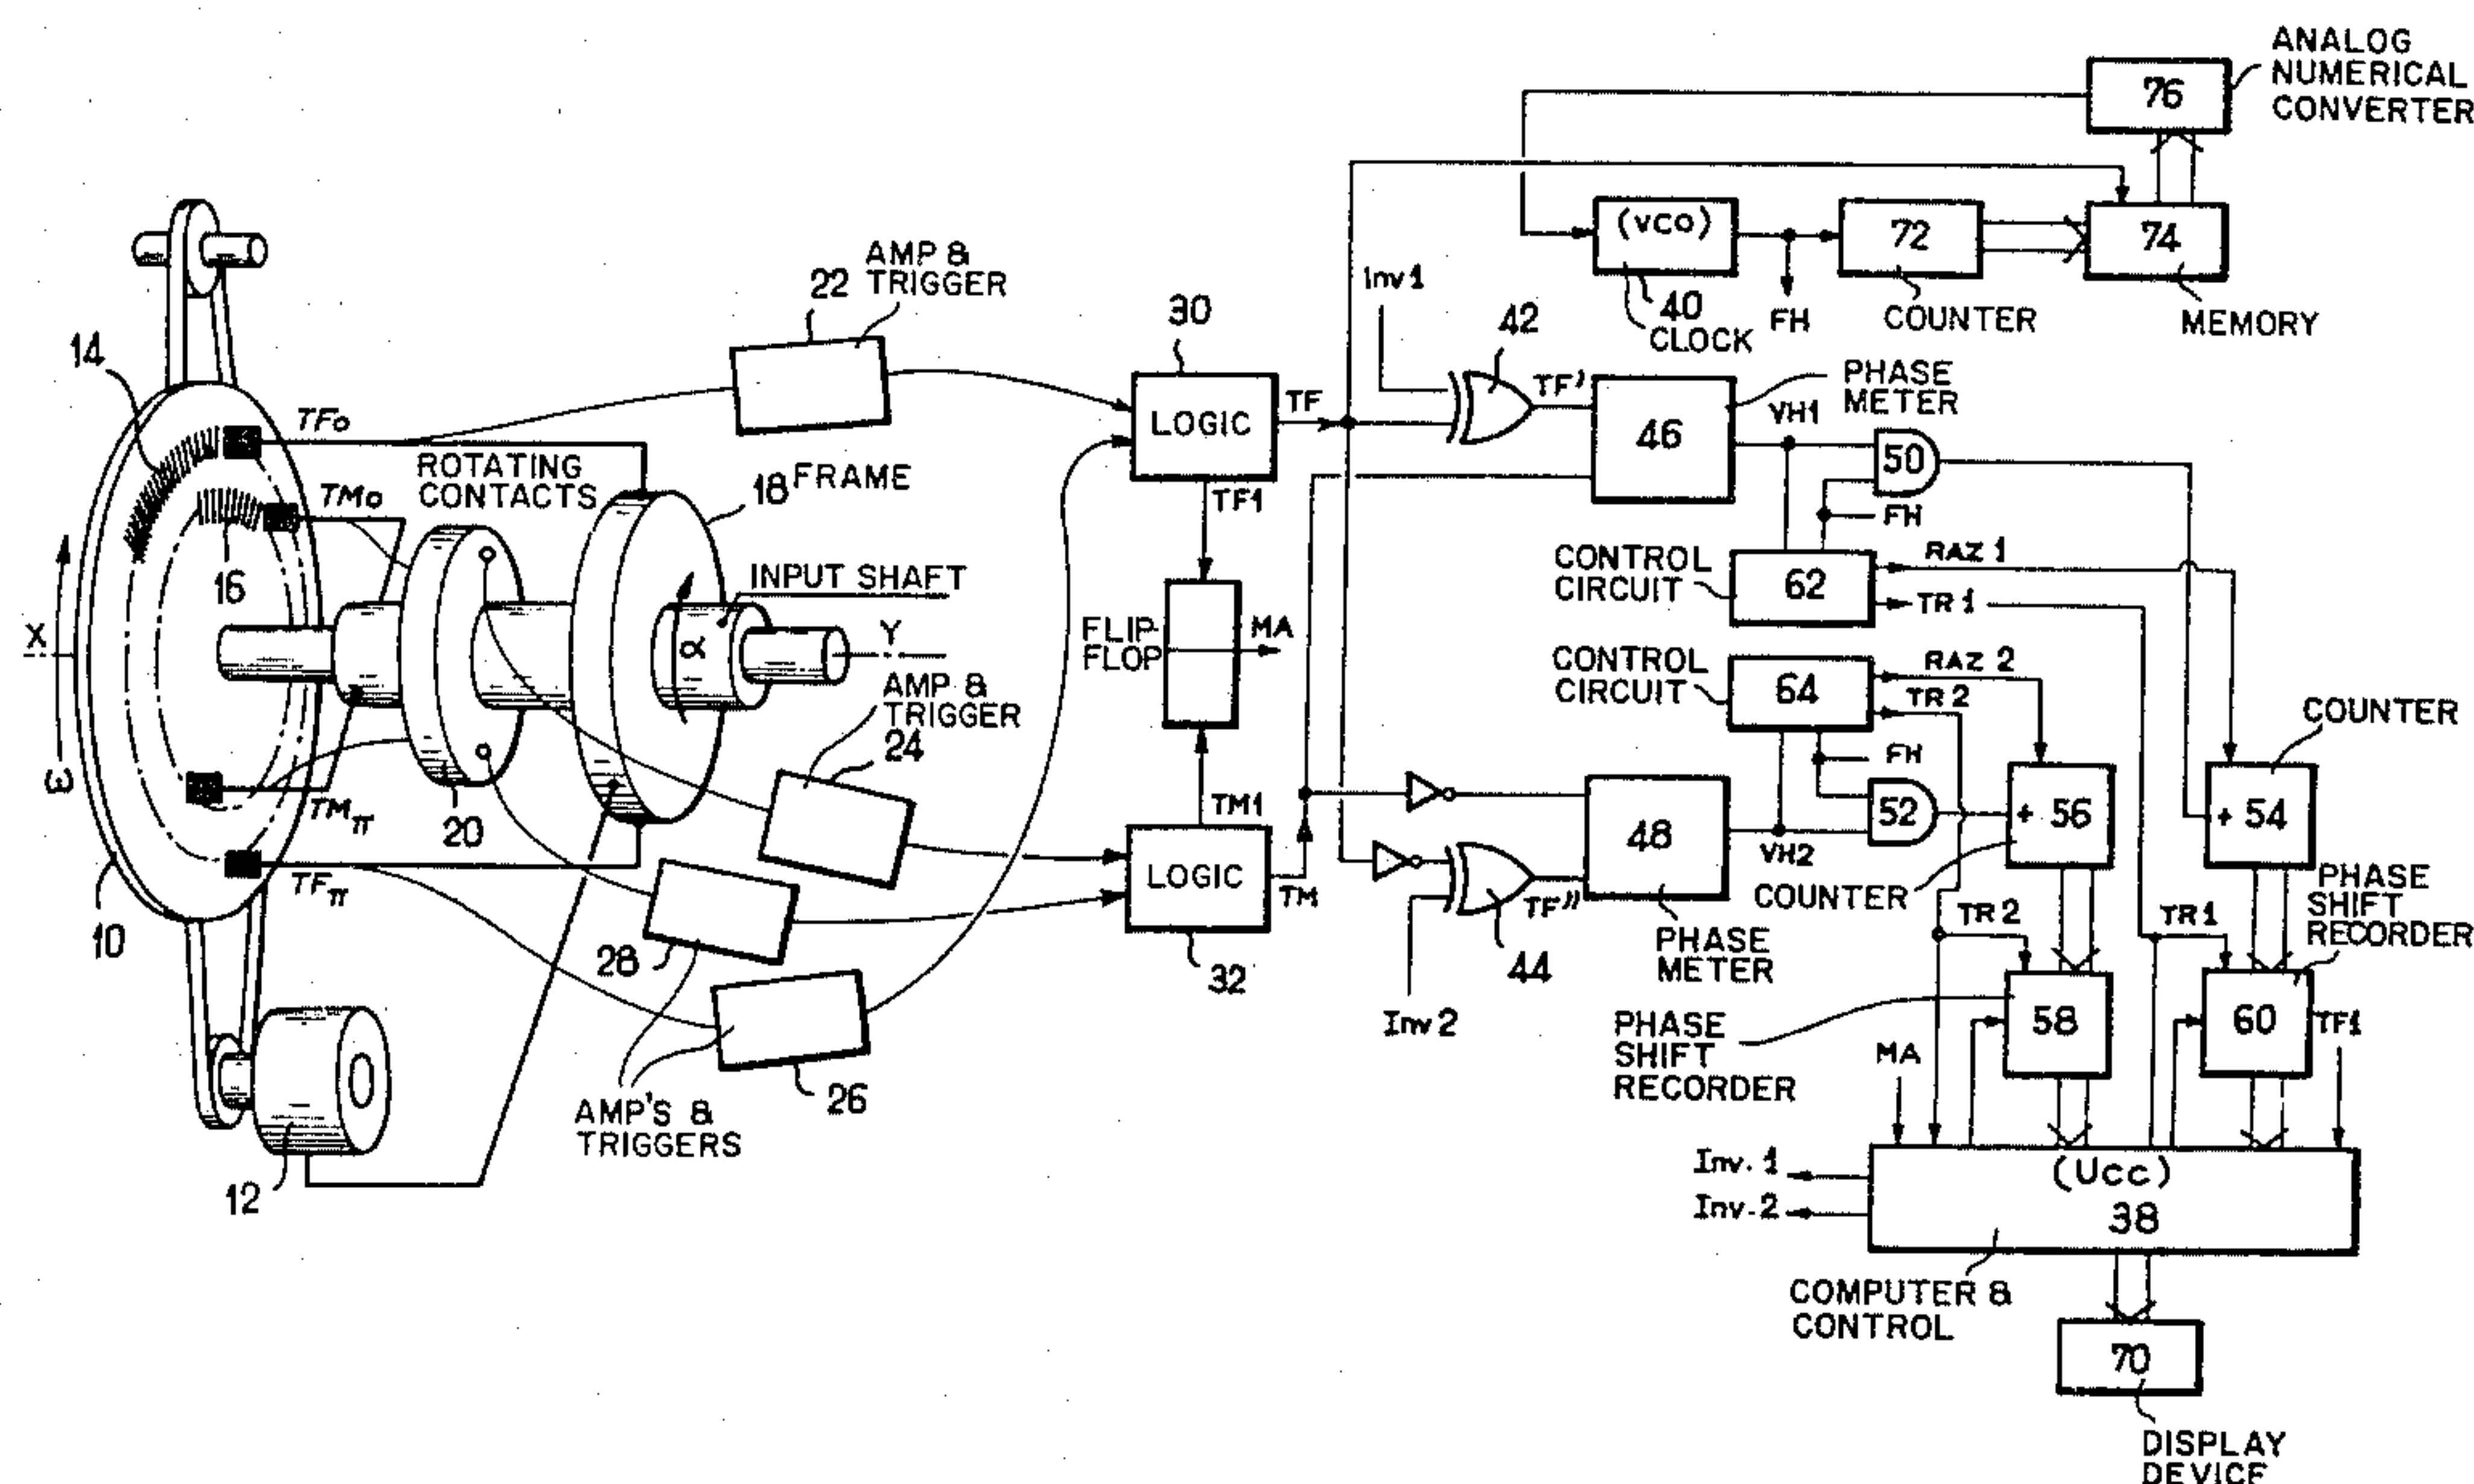 ANALOG
NUMERICAL
CONVERTER
76
(VCO)
72
74
40
CLOCK
FH
COUNTER
MEMORY
AMP &
TRIGGER
22
30
LOGIC
TF
TF1
Inv 1
42
TF'
46
PHASE
METER
VH1
50
FH
14
TFo
ROTATING
CONTACTS
TMo
18 FRAME
16
INPUT SHAFT
X
Y
α
ω
FLIP
FLOP
MA
CONTROL
CIRCUIT
62
RAZ 1
TR 1
CONTROL
CIRCUIT
64
RAZ 2
TR 2
FH
AMP &
TRIGGER
24
TMπ
20
TFπ
10
TM1
LOGIC
TM
32
48
VH2
52
+ 56
COUNTER
+ 54
COUNTER
TF"
44
Inv 2
PHASE
METER
28
26
AMP'S &
TRIGGERS
12
TR 2
TR 1
PHASE
SHIFT
RECORDER
58
60
PHASE
SHIFT
RECORDER
TF1
MA
Inv. 1
Inv. 2
(Ucc)
38
COMPUTER &
CONTROL
70
DISPLAY
DEVICE